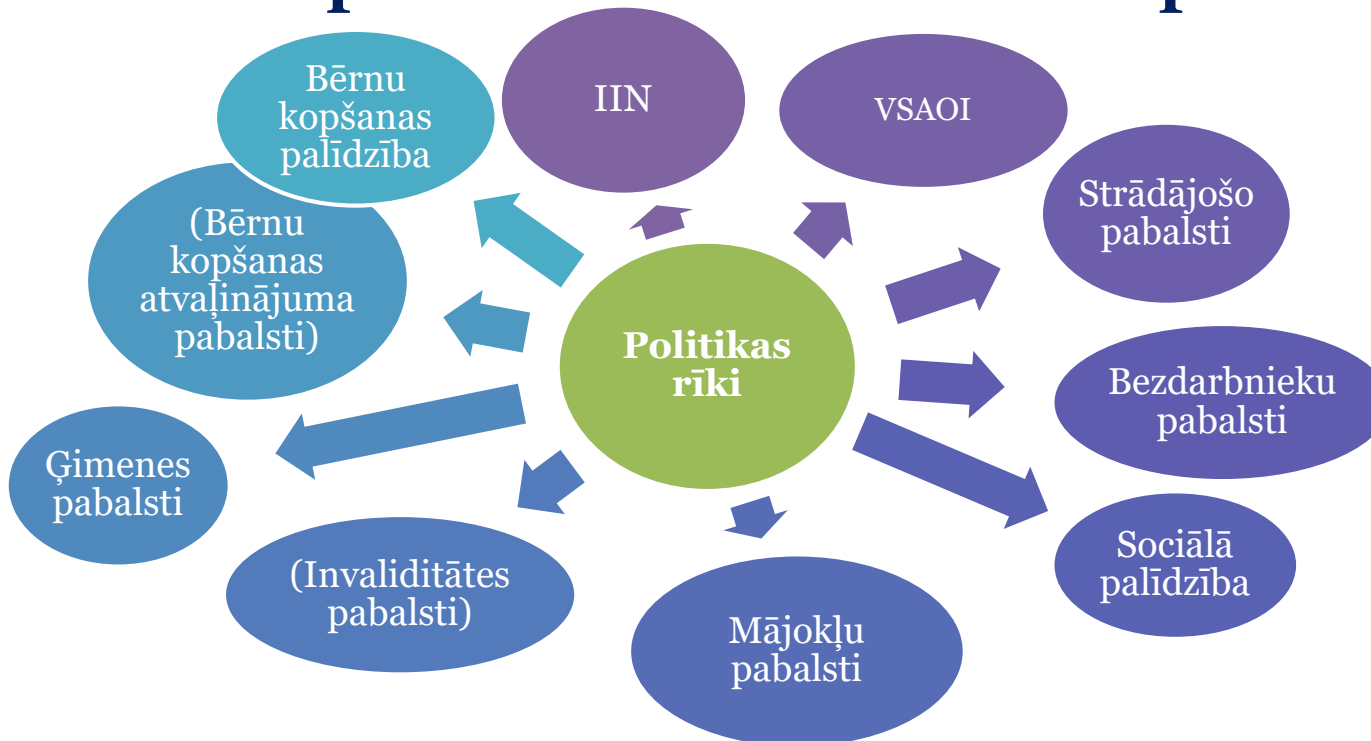 Bērnu
kopšanas
palīdzība
IIN
VSAOI
Strādājošo
pabalsti
(Bērnu
kopšanas
atvaļinājuma
pabalsti)
Politikas
rīki
Bezdarbnieku
pabalsti
Ģimenes
pabalsti
(Invaliditātes
pabalsti)
Mājokļu
pabalsti
Sociālā
palīdzība